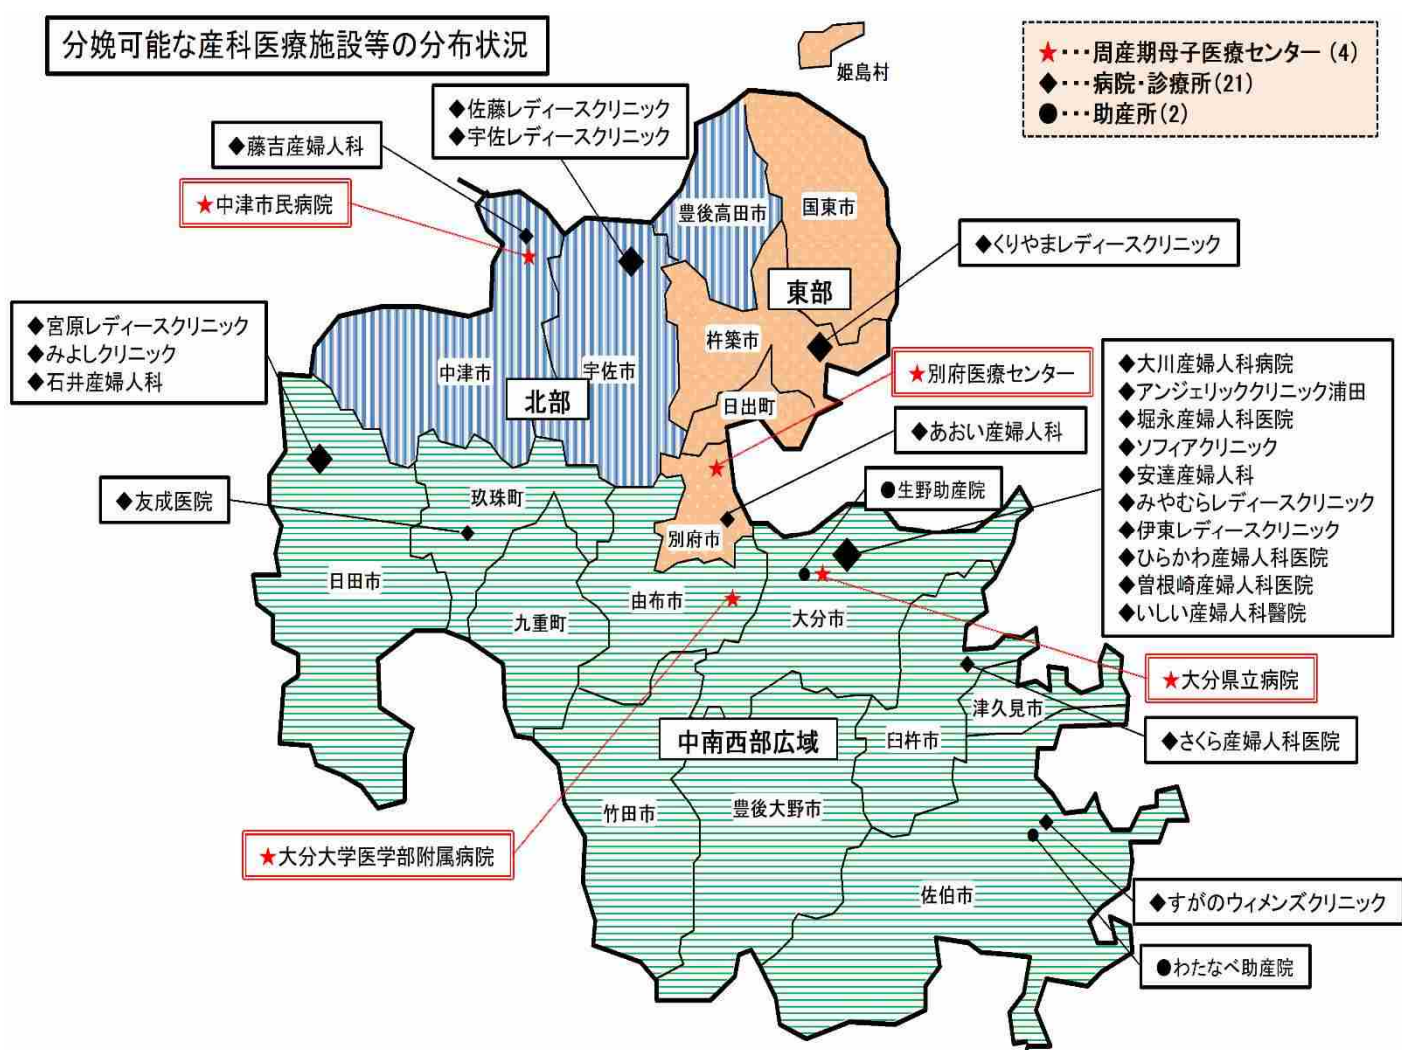 分娩可能な産科医療施設等の分布状況
★・・・周産期母子医療センター（4）
◆・・・病院・診療所(21)
●・・・助産所(2)
姫島村
◆佐藤レディースクリニック
◆宇佐レディースクリニック
◆藤吉産婦人科
★中津市民病院
豊後高田市
国東市
◆くりやまレディースクリニック
東部
◆宮原レディースクリニック
◆みよしクリニック
◆石井産婦人科
杵築市
中津市
宇佐市
北部
日出町
★別府医療センター
◆あおい産婦人科
◆大川産婦人科病院
◆アンジェリッククリニック浦田
◆堀永産婦人科医院
◆ソフィアクリニック
◆安達産婦人科
◆みやむらレディースクリニック
◆伊東レディースクリニック
◆ひらかわ産婦人科医院
◆曽根崎産婦人科医院
◆いしい産婦人科醫院
●生野助産院
◆友成医院
玖珠町
別府市
日田市
九重町
由布市
大分市
★大分県立病院
津久見市
臼杵市
中南西部広域
◆さくら産婦人科医院
竹田市
豊後大野市
★大分大学医学部附属病院
佐伯市
◆すがのウィメンズクリニック
●わたなべ助産院